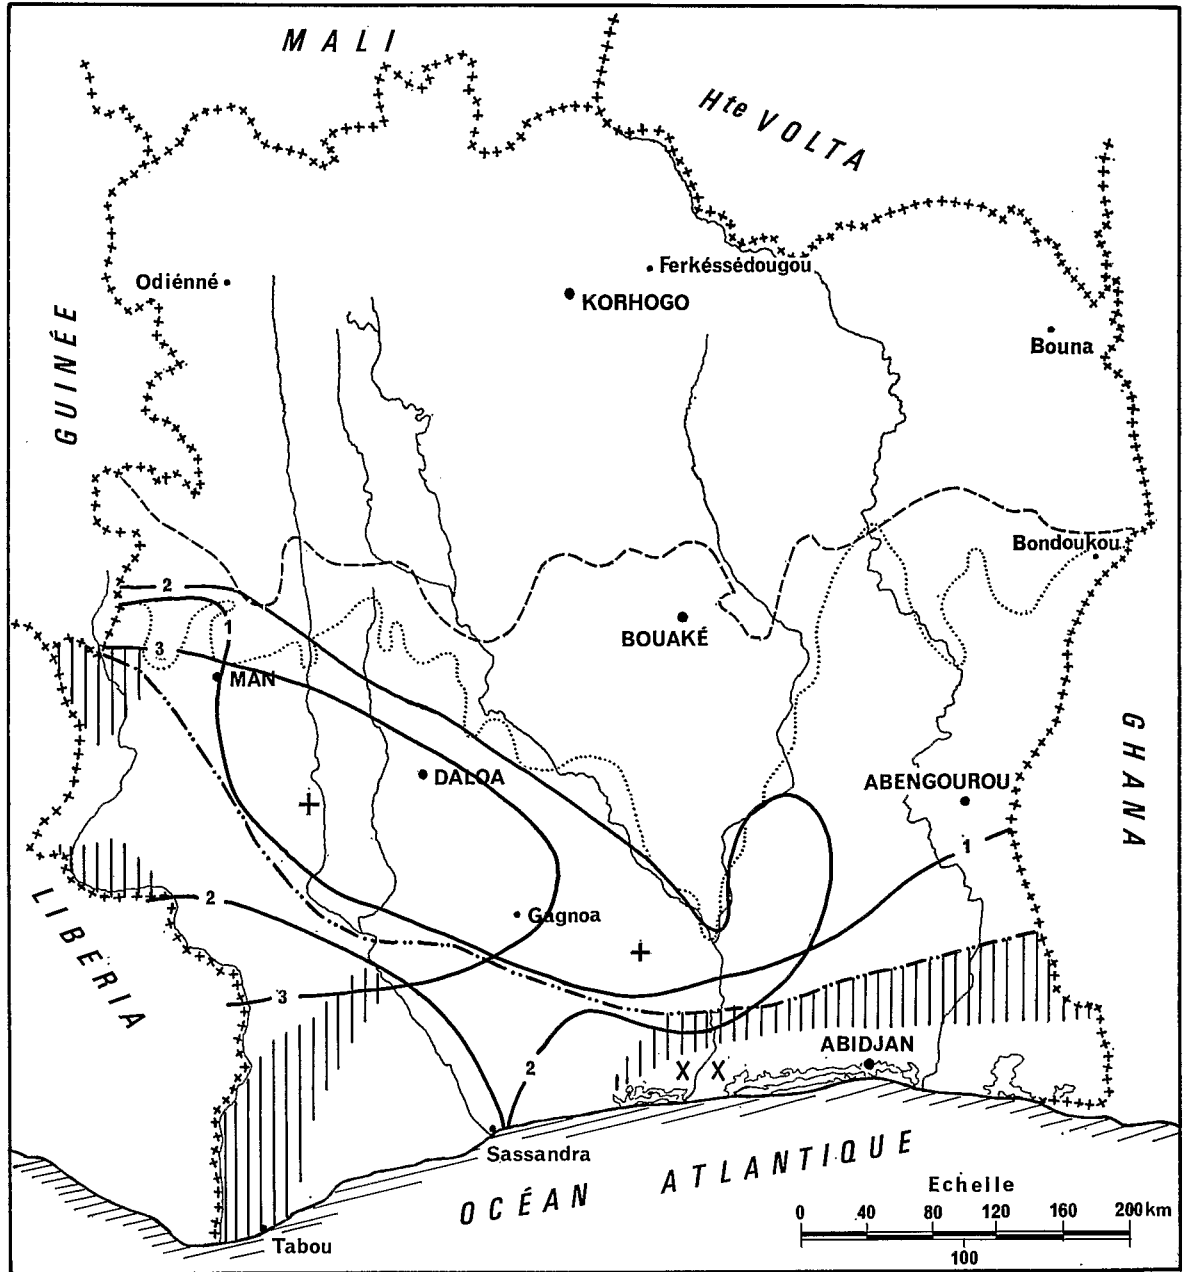 MALI
Hte VOLTA
Odiénné
Ferkéssédougou
KORHOGO
GUINÉE
Bouna
Bondoukou
2
1
BOUAKÉ
3
MAN
GHANA
DALOA
ABENGOUROU
1
2
Gagnoa
LIBERIA
3
ABIDJAN
2
X X
Sassandra
OCÉAN ATLANTIQUE
Echelle
0 40 80 120 160 200 km
100
Tabou